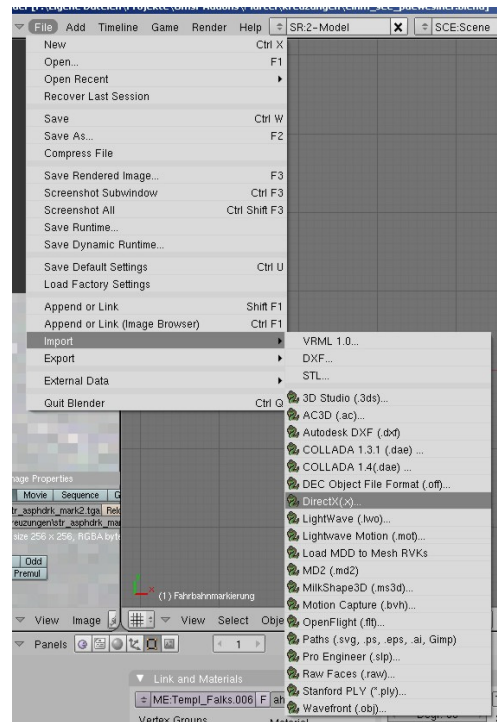 File Add Timeline Game Render Help SR:2-Model X SCE:Scene
New Ctrl X
Open... F1
Open Recent
Recover Last Session
Save Ctrl W
Save As... F2
Compress File
Save Rendered Image... F3
Screenshot Subwindow Ctrl F3
Screenshot All Ctrl Shift F3
Save Runtime...
Save Dynamic Runtime...
Save Default Settings Ctrl U
Load Factory Settings
Append or Link Shift F1
Append or Link (Image Browser) Ctrl F1
Import
Export
External Data
Quit Blender Ctrl Q
VRML 1.0...
DXF...
STL...
3D Studio (.3ds)...
AC3D (.ac)...
Autodesk DXF (.dxf)
COLLADA 1.3.1 (.dae) ...
COLLADA 1.4(.dae) ...
DEC Object File Format (.off)...
DirectX(.x)...
LightWave (.lwo)...
Lightwave Motion (.mot)...
Load MDD to Mesh RVKs
MD2 (.md2)
MilkShape3D (.ms3d)...
Motion Capture (.bvh)...
OpenFlight (.flt)...
Paths (.svg, .ps, .eps, .ai, Gimp)
Pro Engineer (.slp)...
Raw Faces (.raw)...
Stanford PLY (*.ply)...
Wavefront (.obj)...
mage Properties
Movie Sequence G
tr_asphdrk_mark2.tga Relo
reuzungen\str_asphdrk_mar
size 256 x 256, RGBA byte
Odd
Premul
(1) Fahrbahnmarkierung
View Image View Select Obje
Panels 1
Link and Materials
ME:Templ_Falks.006 F
Vertex Groups Material